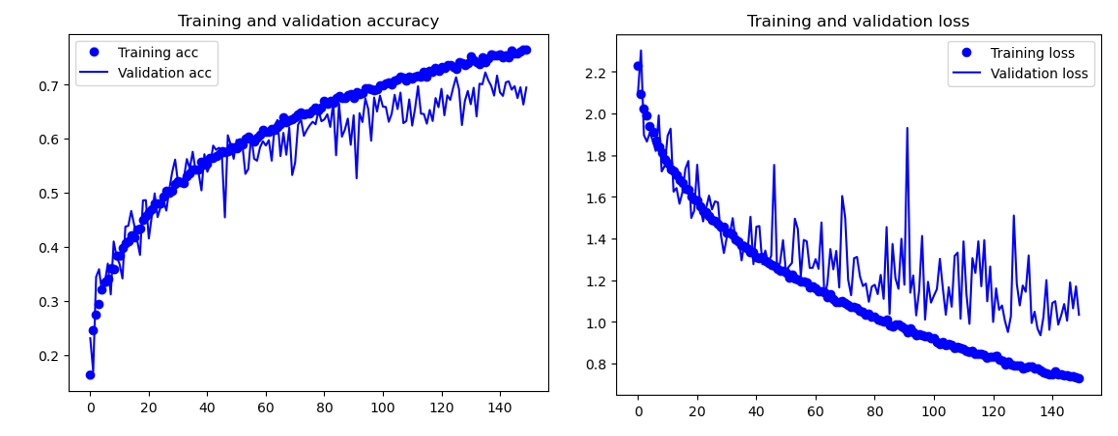 Training and validation accuracy
Training acc
Validation acc
0.7
0.6
0.5
0.4
0.3
0.2
0 20 40 60 80 100 120 140
Training and validation loss
Training loss
Validation loss
2.2
2.0
1.8
1.6
1.4
1.2
1.0
0.8
0 20 40 60 80 100 120 140